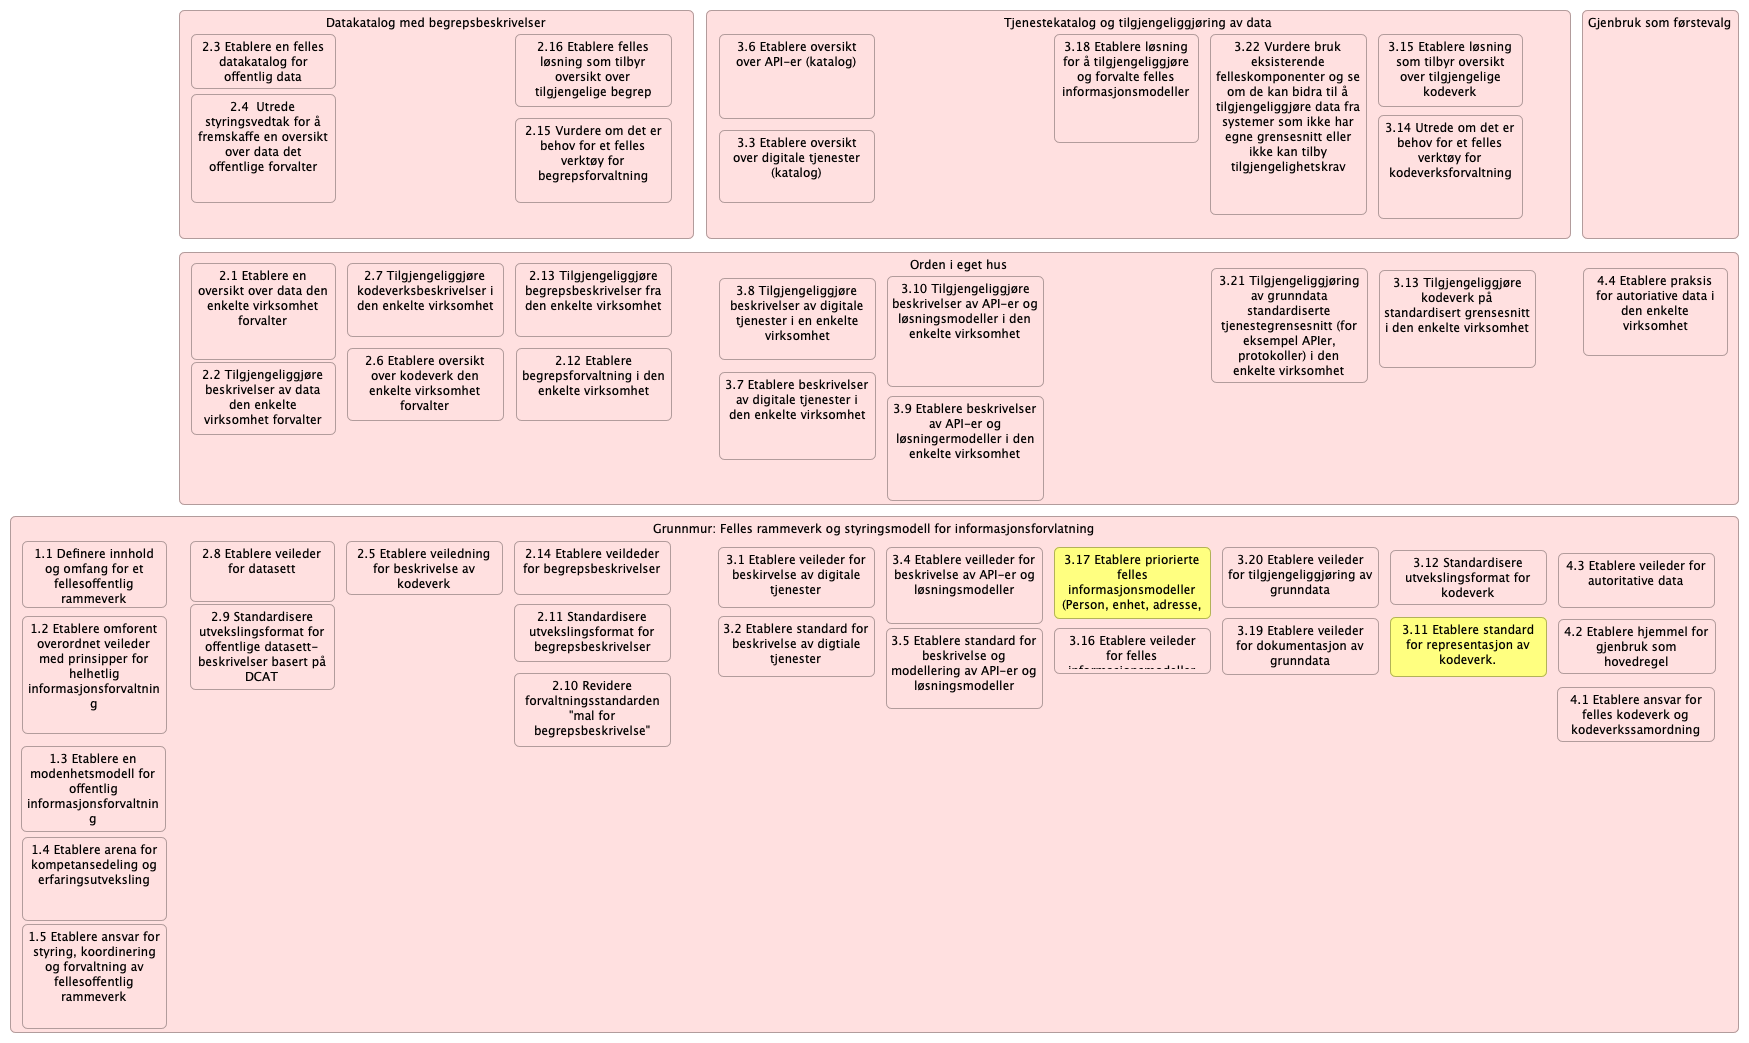 Datakatalog med begrepsbeskrivelser
2.3 Etablere en felles
datakatalog for
offentlig data
2.4  Utrede
styringsvedtak for å
fremskaffe en oversikt
over data det
offentlige forvalter
2.16 Etablere felles
løsning som tilbyr
oversikt over
tilgjengelige begrep
2.15 Vurdere om det er
behov for et felles
verktøy for
begrepsforvaltning
Tjenestekatalog og tilgjengeliggjøring av data
3.6 Etablere oversikt
over API-er (katalog)
3.3 Etablere oversikt
over digitale tjenester
(katalog)
3.18 Etablere løsning
for å tilgjengeliggjøre
og forvalte felles
informasjonsmodeller
3.22 Vurdere bruk
eksisterende
felleskomponenter og se
om de kan bidra til å
tilgjengeliggjøre data fra
systemer som ikke har
egne grensesnitt eller
ikke kan tilby
tilgjengelighetskrav
3.15 Etablere løsning
som tilbyr oversikt
over tilgjengelige
kodeverk
3.14 Utrede om det er
behov for et felles
verktøy for
kodeverksforvaltning
Gjenbruk som førstevalg
Orden i eget hus
2.1 Etablere en
oversikt over data den
enkelte virksomhet
forvalter
2.2 Tilgjengeliggjøre
beskrivelser av data
den enkelte
virksomhet forvalter
2.7 Tilgjengeliggjøre
kodeverksbeskrivelser i
den enkelte virksomhet
2.6 Etablere oversikt
over kodeverk den
enkelte virksomhet
forvalter
2.13 Tilgjengeliggjøre
begrepsbeskrivelser fra
den enkelte virksomhet
2.12 Etablere
begrepsforvaltning i den
enkelte virksomhet
3.8 Tilgjengeliggjøre
beskrivelser av digitale
tjenester i en enkelte
virksomhet
3.7 Etablere beskrivelser
av digitale tjenester i
den enkelte virksomhet
3.10 Tilgjengeliggjøre
beskrivelser av API-er og
løsningsmodeller i den
enkelte virksomhet
3.9 Etablere beskrivelser
av API-er og
løsningermodeller i den
enkelte virksomhet
3.21 Tilgjengeliggjøring
av grunndata
standardiserte
tjenestegrensesnitt (for
eksempel APIer,
protokoller) i den
enkelte virksomhet
3.13 Tilgjengeliggjøre
kodeverk på
standardisert grensesnitt
i den enkelte virksomhet
4.4 Etablere praksis
for autoriative data i
den enkelte
virksomhet
Grunnmur: Felles rammeverk og styringsmodell for informasjonsforvlatning
1.1 Definere innhold
og omfang for et
fellesoffentlig
rammeverk
1.2 Etablere omforent
overordnet veileder
med prinsipper for
helhetlig
informasjonsforvaltnin
g
1.3 Etablere en
modenhetsmodell for
offentlig
informasjonsforvaltnin
g
1.4 Etablere arena for
kompetansedeling og
erfaringsutveksling
1.5 Etablere ansvar for
styring, koordinering
og forvaltning av
fellesoffentlig
rammeverk
2.8 Etablere veileder
for datasett
2.9 Standardisere
utvekslingsformat for
offentlige datasett-
beskrivelser basert på
DCAT
2.5 Etablere veiledning
for beskrivelse av
kodeverk
2.14 Etablere veildeder
for begrepsbeskrivelser
2.11 Standardisere
utvekslingsformat for
begrepsbeskrivelser
2.10 Revidere
forvaltningsstandarden
"mal for
begrepsbeskrivelse"
3.1 Etablere veileder for
beskirvelse av digitale
tjenester
3.2 Etablere standard for
beskrivelse av digtiale
tjenester
3.4 Etablere veilleder for
beskrivelse av API-er og
løsningsmodeller
3.5 Etablere standard for
beskrivelse og
modellering av API-er og
løsningsmodeller
3.17 Etablere priorierte
felles
informasjonsmodeller
(Person, enhet, adresse,
3.16 Etablere veileder
for felles
informasjonsmodeller
3.20 Etablere veileder
for tilgjengeliggjøring av
grunndata
3.19 Etablere veileder
for dokumentasjon av
grunndata
3.12 Standardisere
utvekslingsformat for
kodeverk
3.11 Etablere standard
for representasjon av
kodeverk.
4.3 Etablere veileder for
autoritative data
4.2 Etablere hjemmel for
gjenbruk som
hovedregel
4.1 Etablere ansvar for
felles kodeverk og
kodeverkssamordning